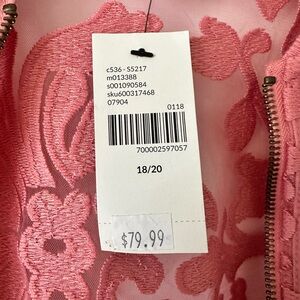 c536 - S5217
m013388
s001090584
sku600317468
07904
0118
700002597057
18/20
$79.99